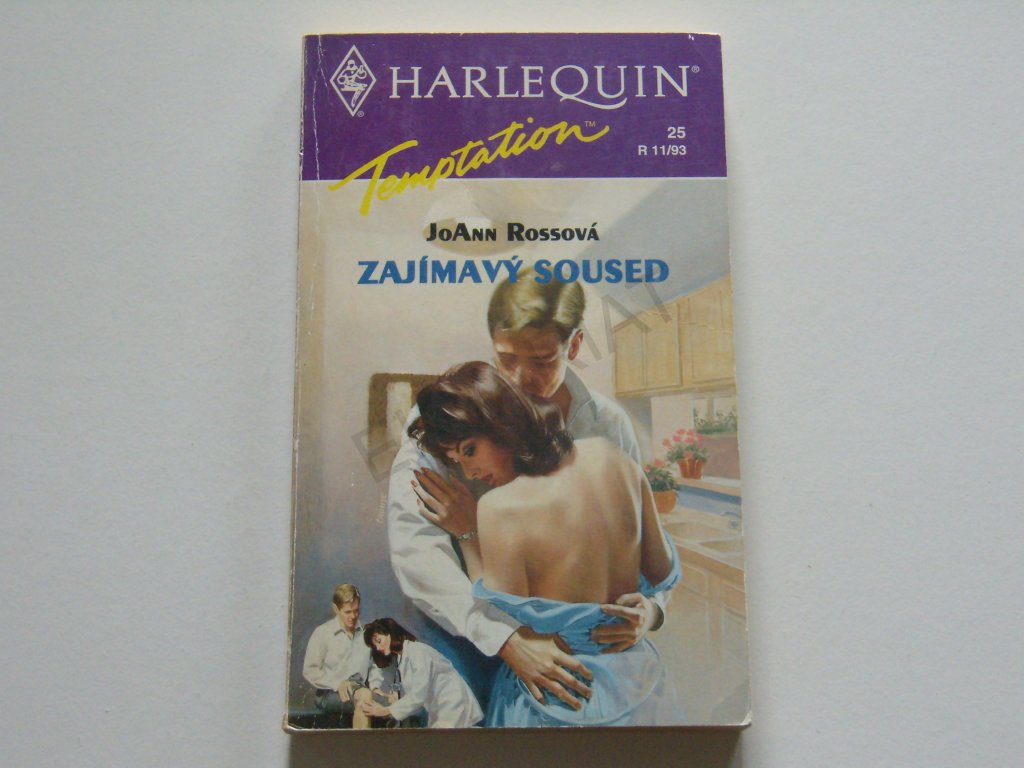 HARLEQUIN®
Temptation™
25
R 11/93
JoAnn Rossová
ZAJÍMAVÝ SOUSED